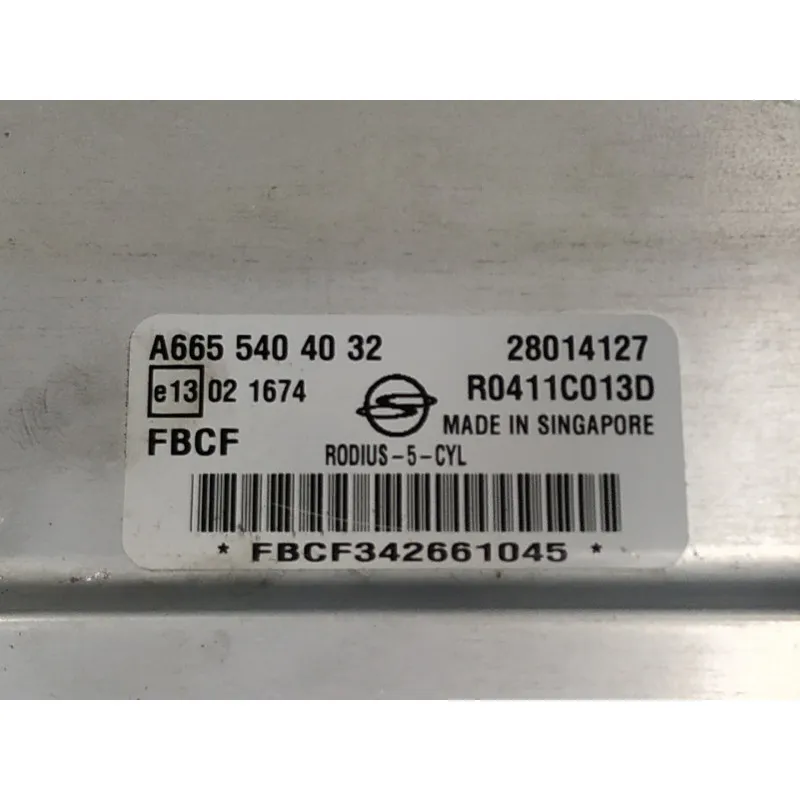 A665 540 40 32 28014127
e13 02 1674 R0411C013D
FBCF MADE IN SINGAPORE
RODIUS-5-CYL
* FBCF342661045 *